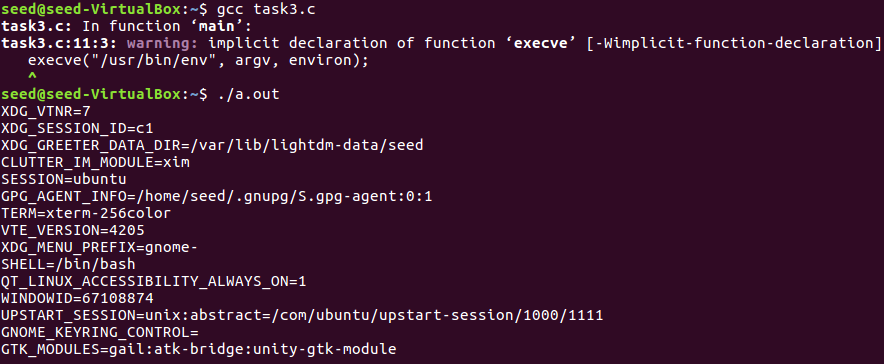 seed@seed-VirtualBox:~$ gcc task3.c
task3.c: In function ‘main’:
task3.c:11:3: warning: implicit declaration of function ‘execve’ [-Wimplicit-function-declaration]
   execve("/usr/bin/env", argv, environ);
   ^
seed@seed-VirtualBox:~$ ./a.out
XDG_VTNR=7
XDG_SESSION_ID=c1
XDG_GREETER_DATA_DIR=/var/lib/lightdm-data/seed
CLUTTER_IM_MODULE=xim
SESSION=ubuntu
GPG_AGENT_INFO=/home/seed/.gnupg/S.gpg-agent:0:1
TERM=xterm-256color
VTE_VERSION=4205
XDG_MENU_PREFIX=gnome-
SHELL=/bin/bash
QT_LINUX_ACCESSIBILITY_ALWAYS_ON=1
WINDOWID=67108874
UPSTART_SESSION=unix:abstract=/com/ubuntu/upstart-session/1000/1111
GNOME_KEYRING_CONTROL=
GTK_MODULES=gail:atk-bridge:unity-gtk-module